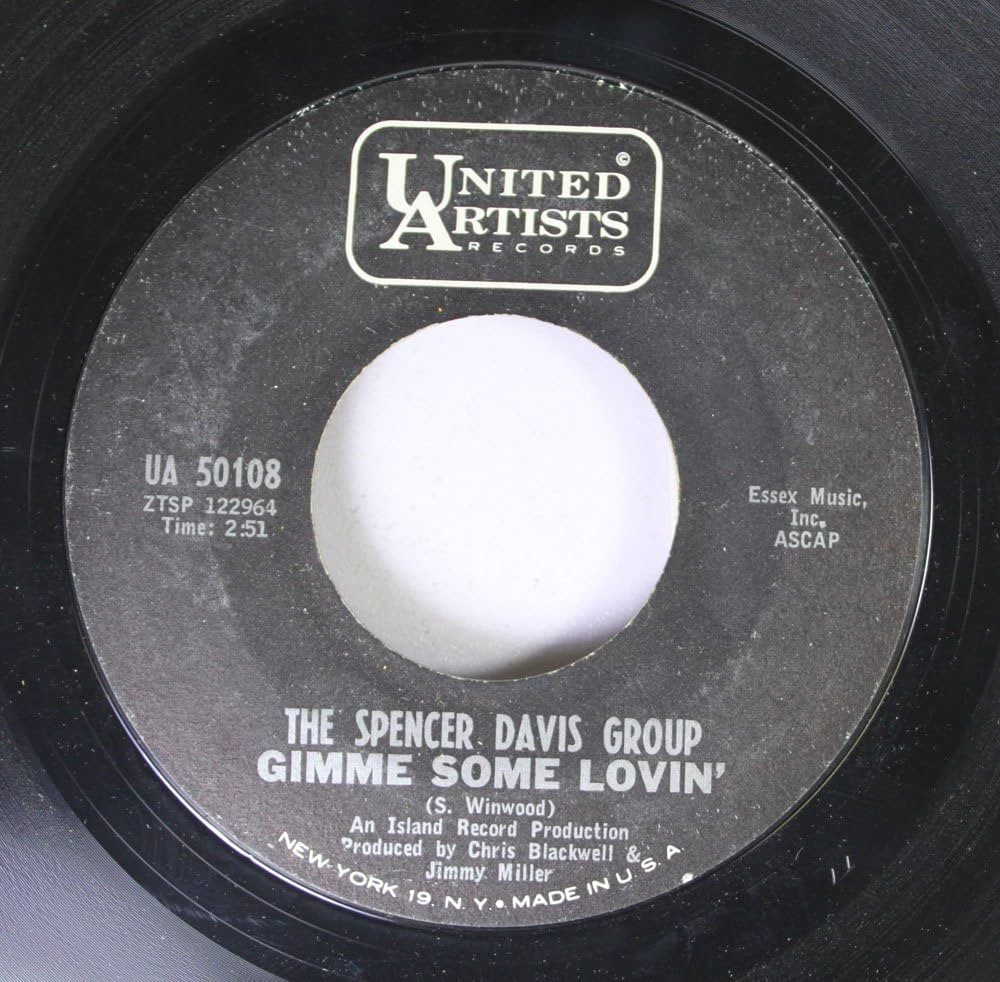 UNITED ©
ARTISTS
RECORDS
UA 50108
ZTSP 122964
Time: 2:51
Essex Music,
Inc.
ASCAP
THE SPENCER DAVIS GROUP
GIMME SOME LOVIN'
(S. Winwood)
An Island Record Production
Produced by Chris Blackwell &
Jimmy Miller
NEW YORK 19, N. Y. • MADE IN U S A